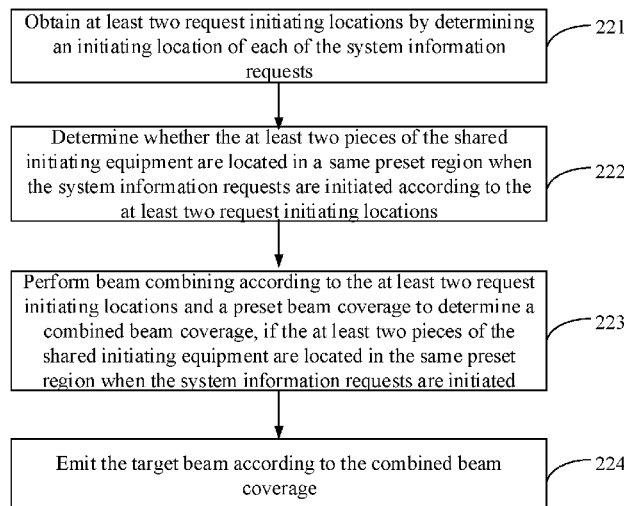 Obtain at least two request initiating locations by determining
an initiating location of each of the system information
requests
221
Determine whether the at least two pieces of the shared
initiating equipment are located in a same preset region when
the system information requests are initiated according to the
at least two request initiating locations
222
Perform beam combining according to the at least two request
initiating locations and a preset beam coverage to determine a
combined beam coverage, if the at least two pieces of the
shared initiating equipment are located in the same preset
region when the system information requests are initiated
223
Emit the target beam according to the combined beam
coverage
224